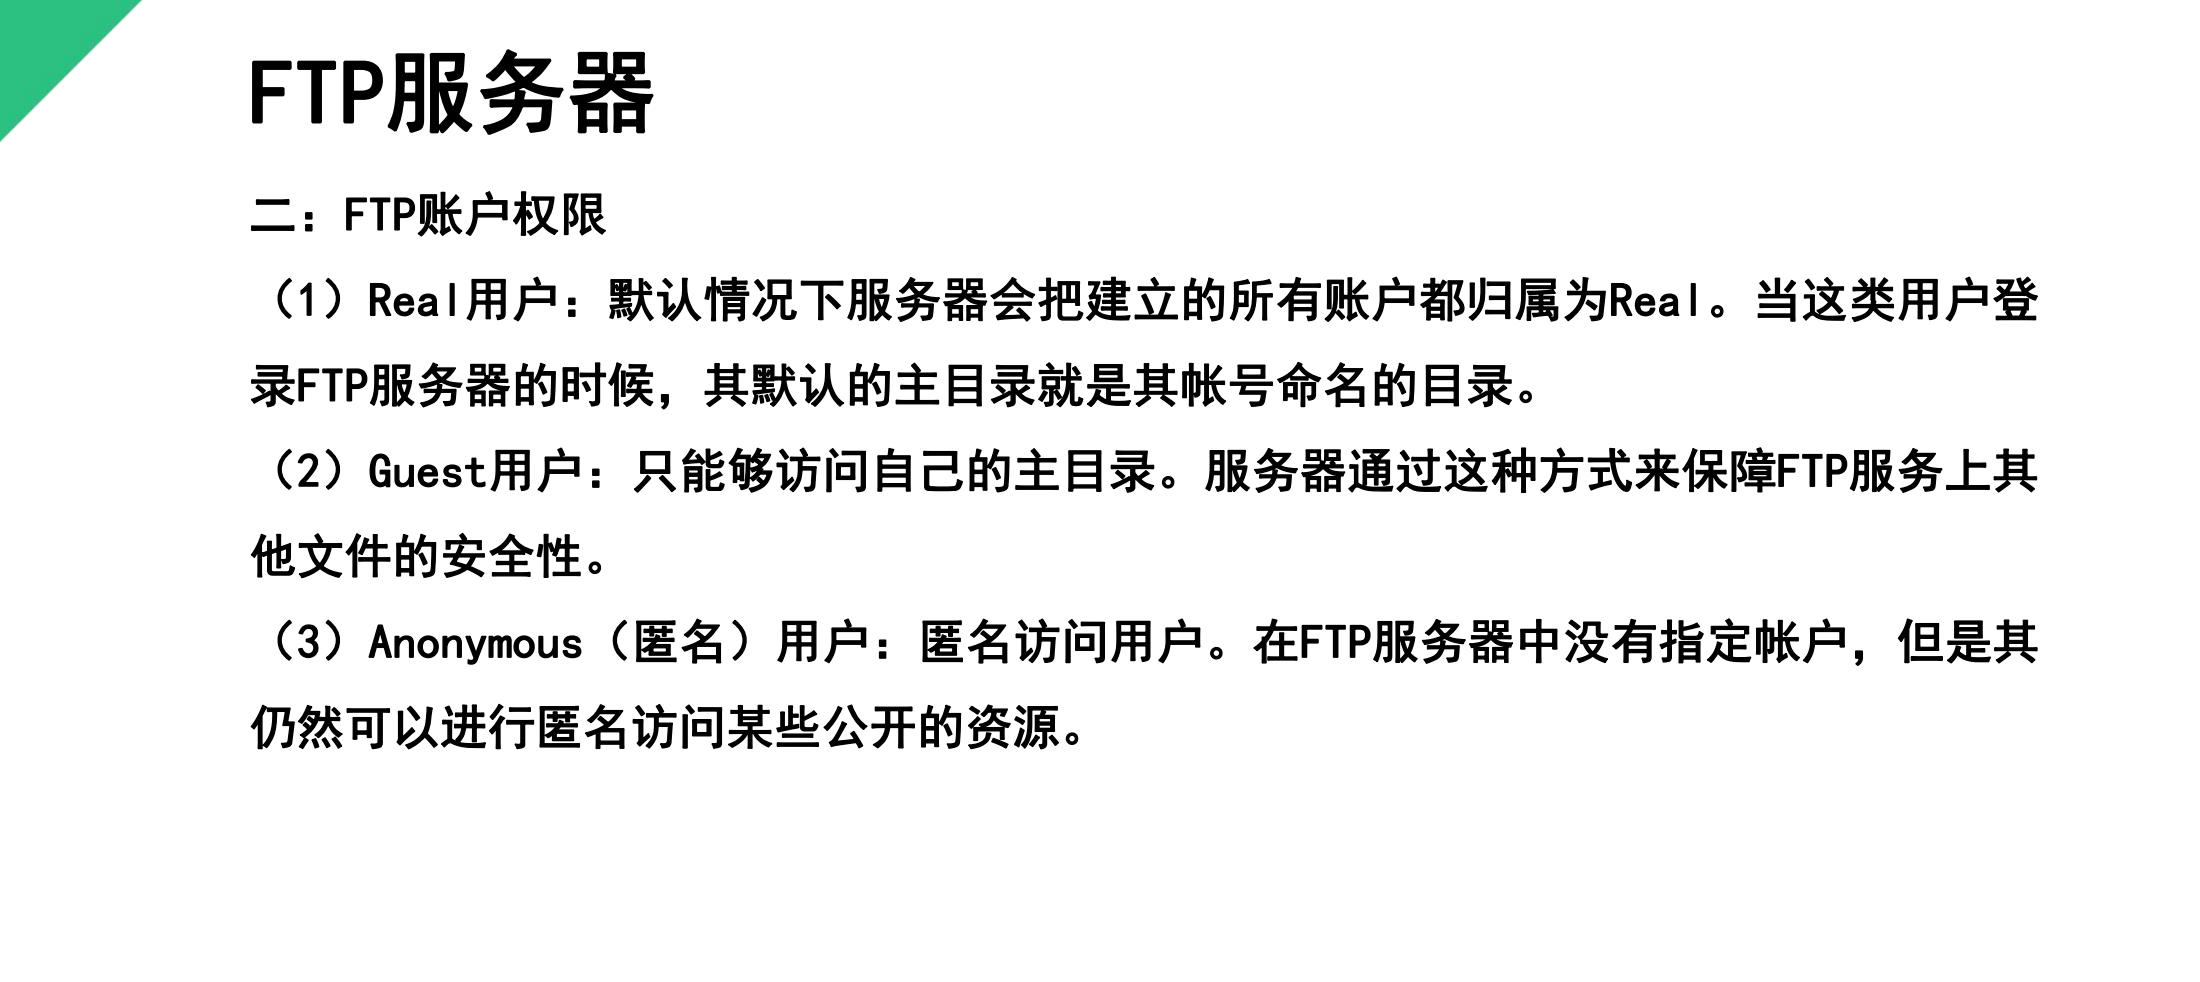 FTP服务器
二：FTP账户权限
（1）Real用户：默认情况下服务器会把建立的所有账户都归属为Real。当这类用户登
录FTP服务器的时候，其默认的主目录就是其帐号命名的目录。
（2）Guest用户：只能够访问自己的主目录。服务器通过这种方式来保障FTP服务上其
他文件的安全性。
（3）Anonymous（匿名）用户：匿名访问用户。在FTP服务器中没有指定帐户，但是其
仍然可以进行匿名访问某些公开的资源。